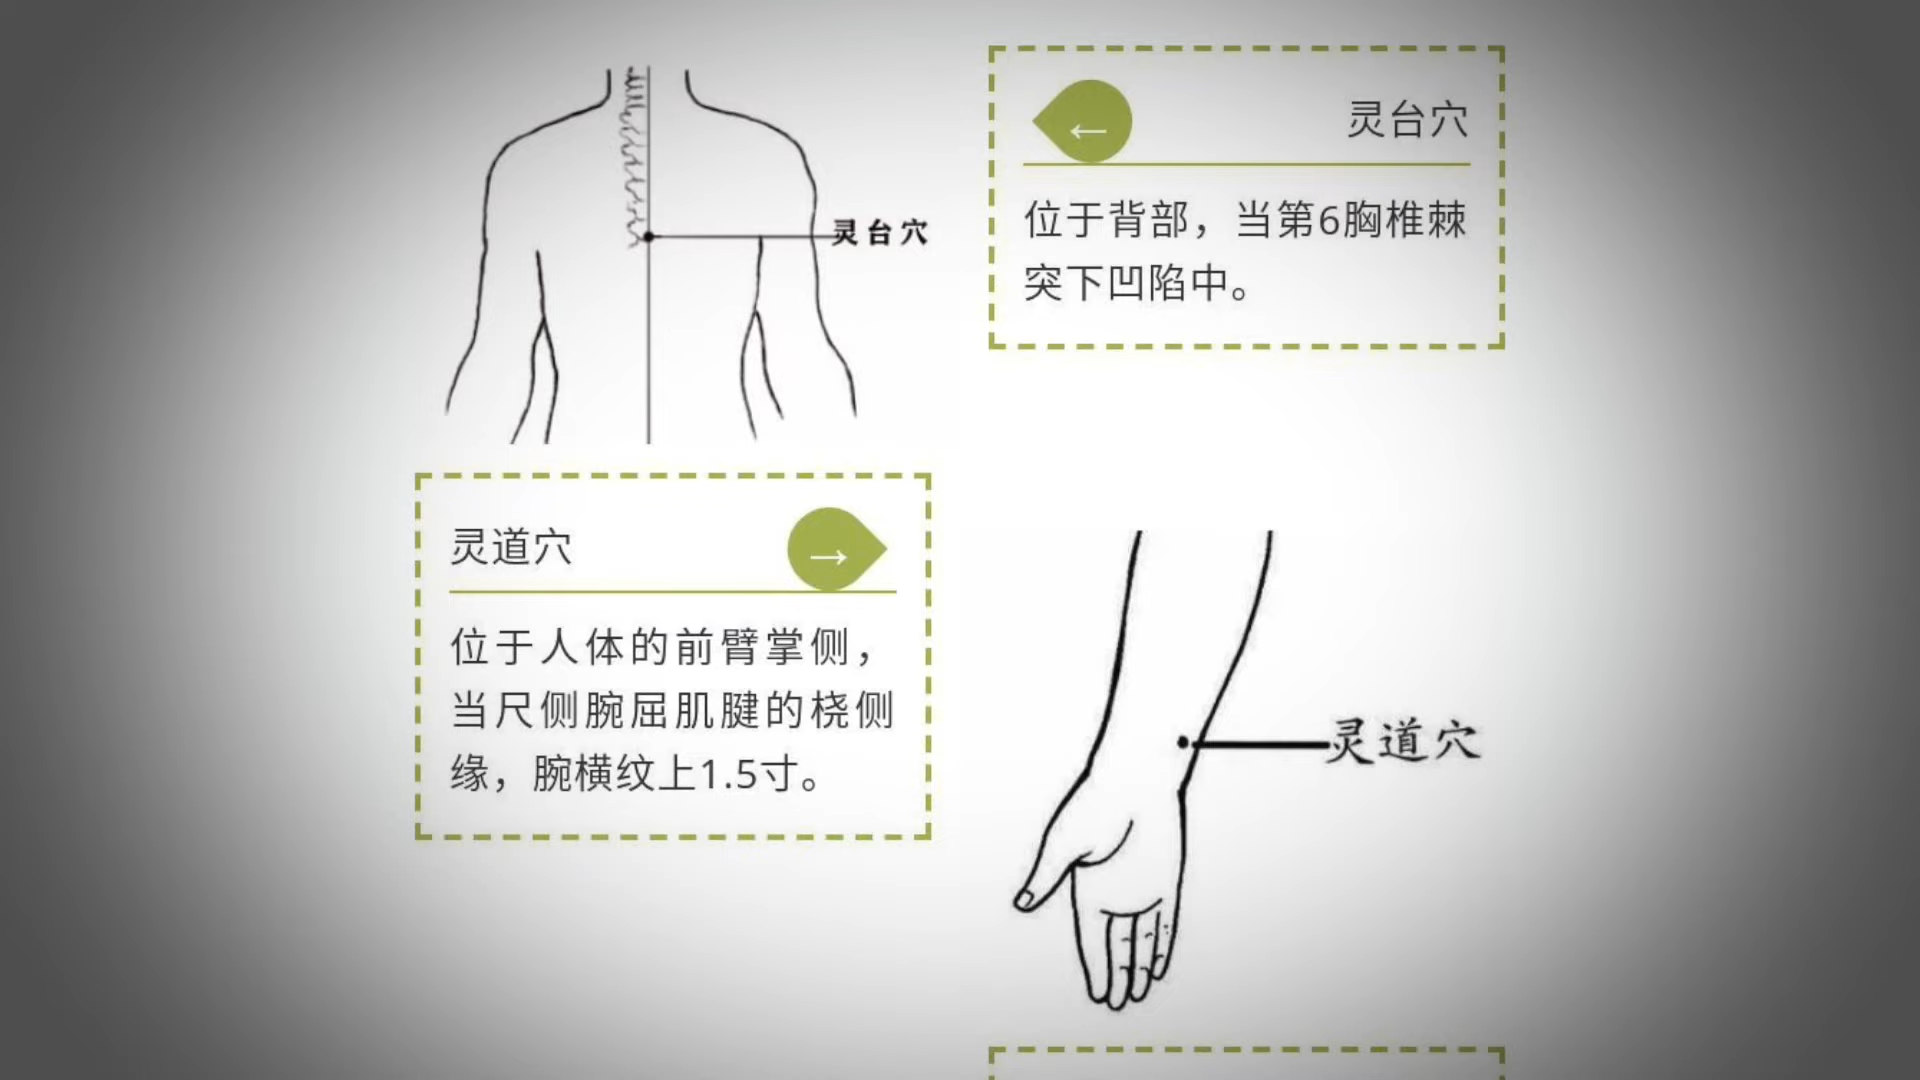 灵台穴
位于背部，当第6胸椎棘
突下凹陷中。
灵台穴
灵道穴
位于人体的前臂掌侧，
当尺侧腕屈肌腱的桡侧
缘，腕横纹上1.5寸。
灵道穴